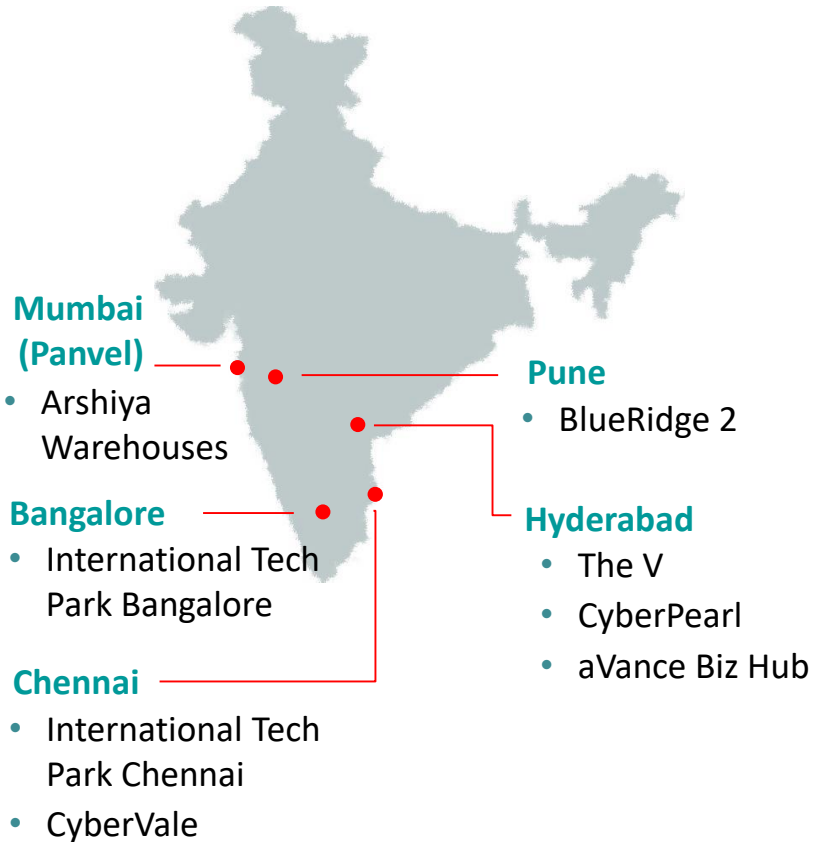 Mumbai
(Panvel)
• Arshiya
Warehouses
Pune
• BlueRidge 2
Bangalore
• International Tech
Park Bangalore
Hyderabad
• The V
• CyberPearl
• aVance Biz Hub
Chennai
• International Tech
Park Chennai
• CyberVale